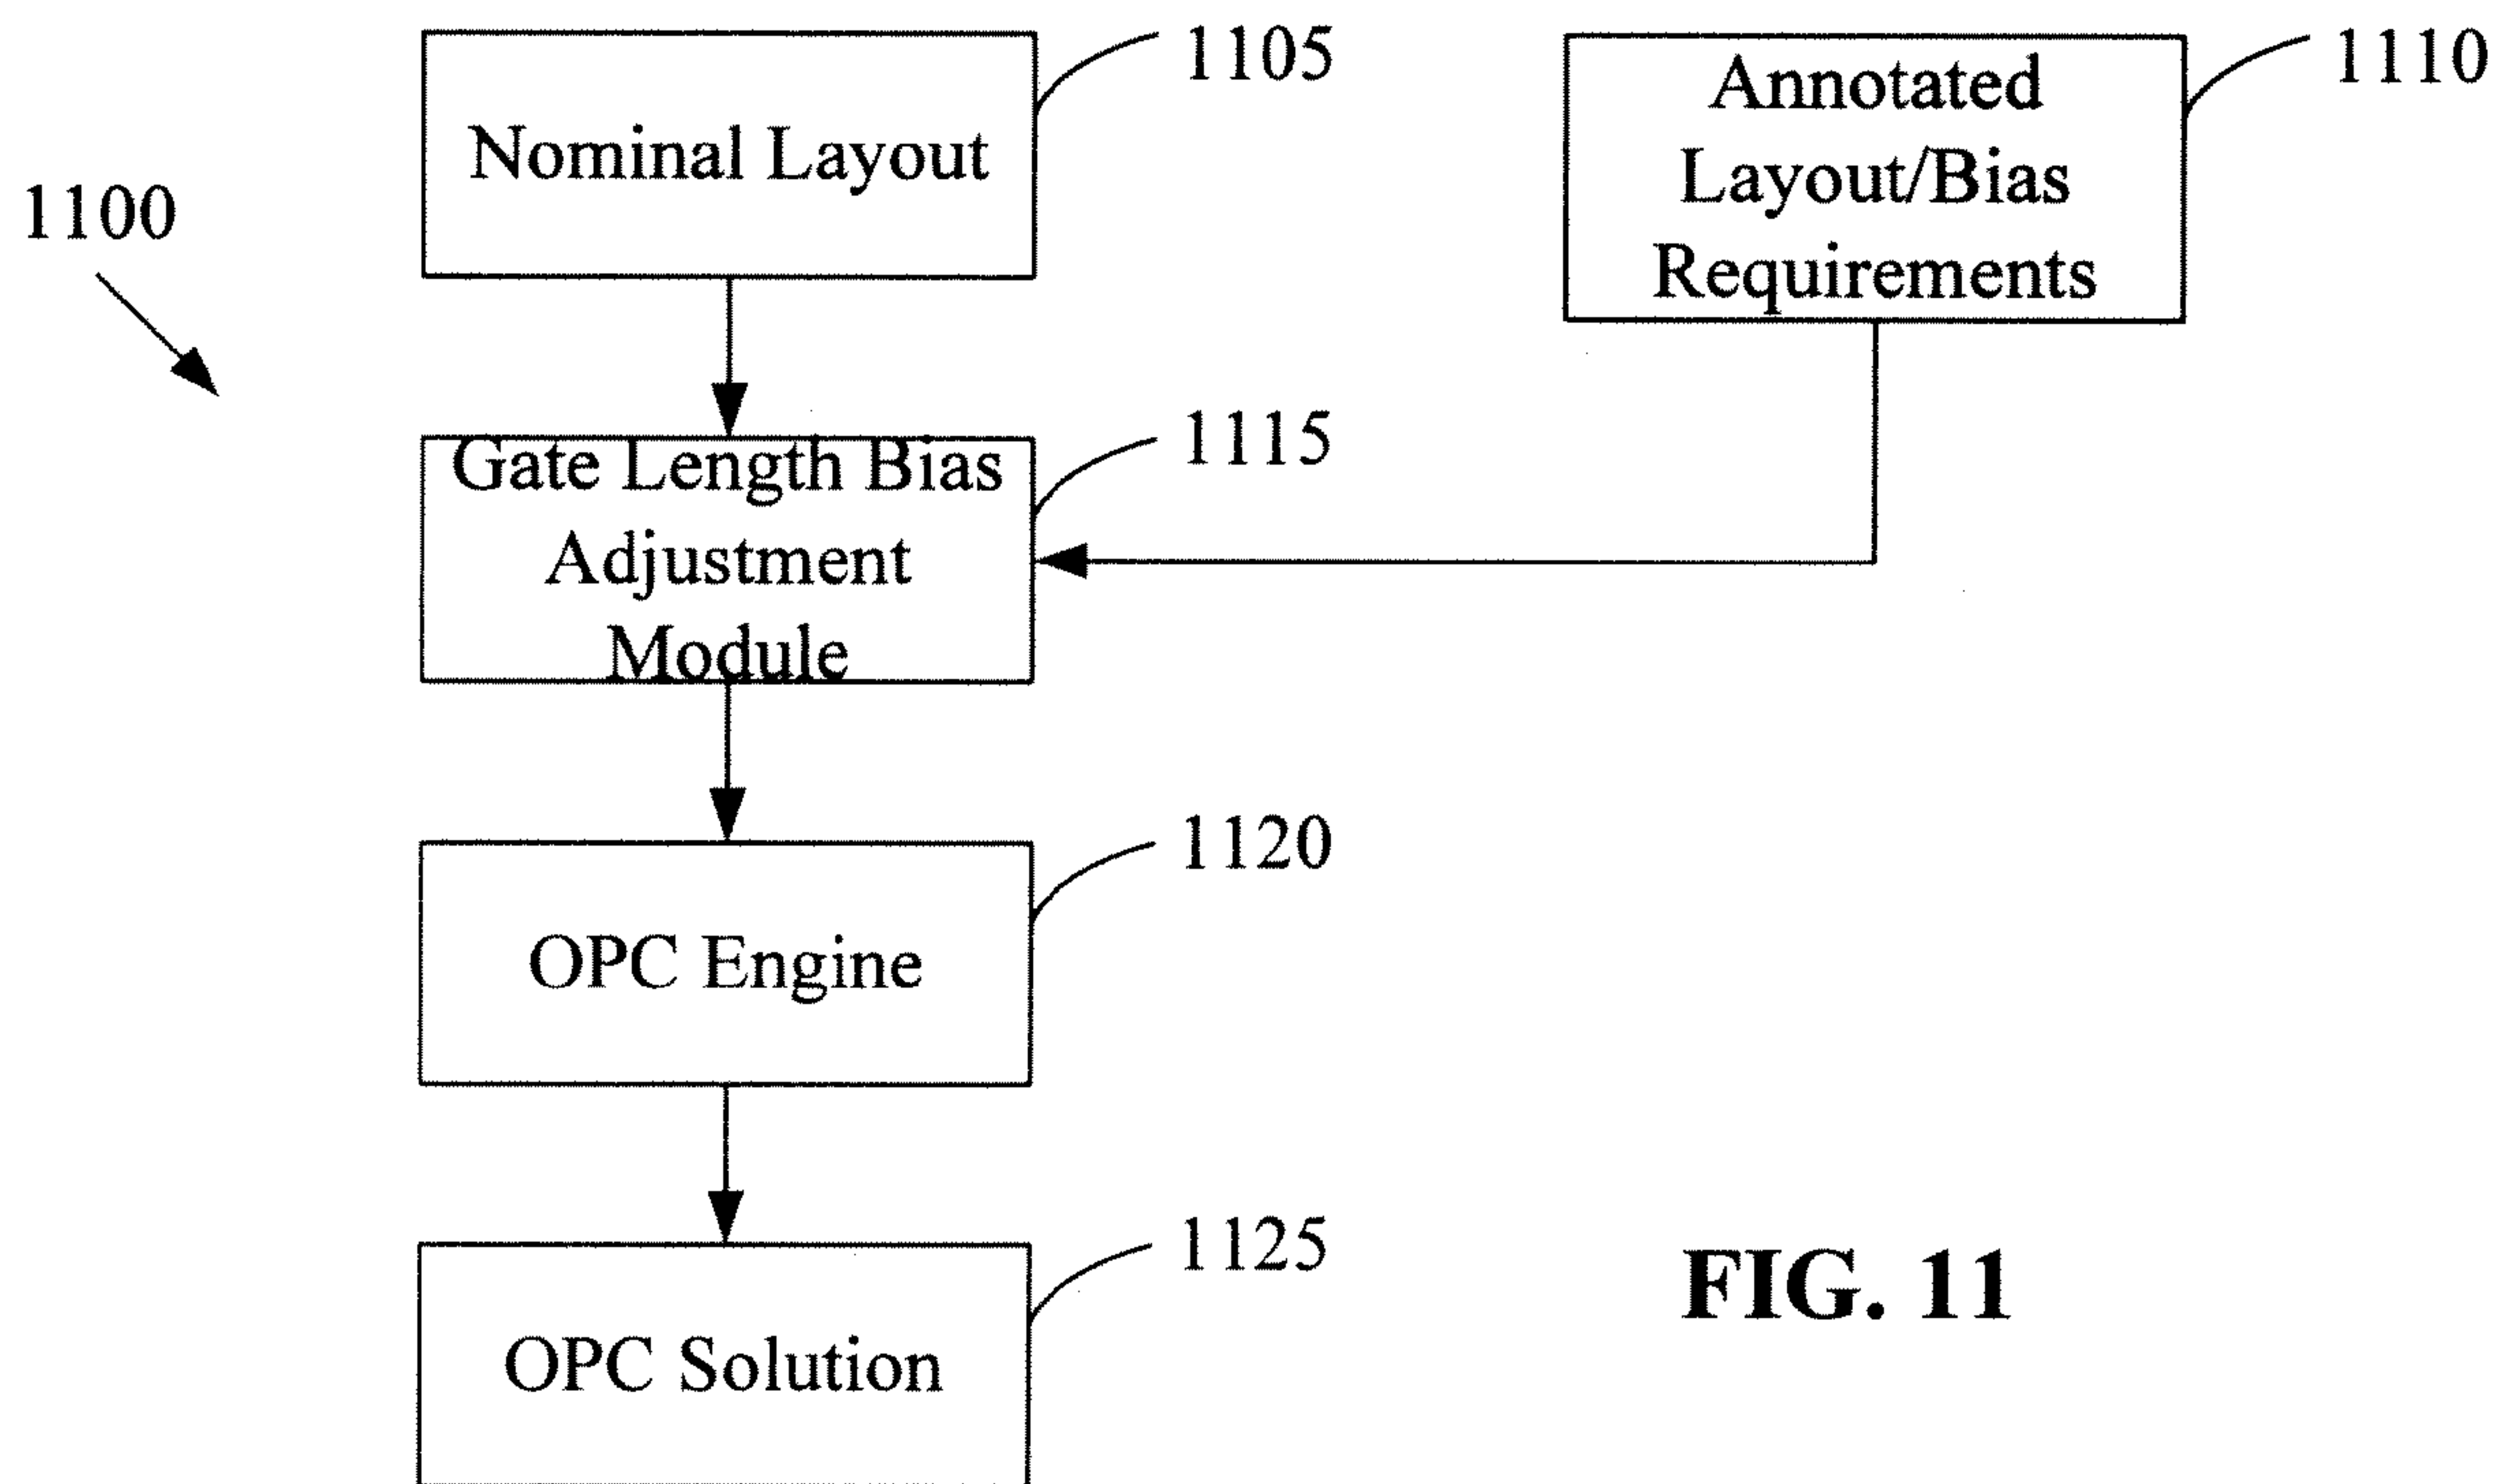 1105
Nominal Layout
1110
Annotated
Layout/Bias
Requirements
1100
1115
Gate Length Bias
Adjustment
Module
1120
OPC Engine
1125
OPC Solution
FIG. 11